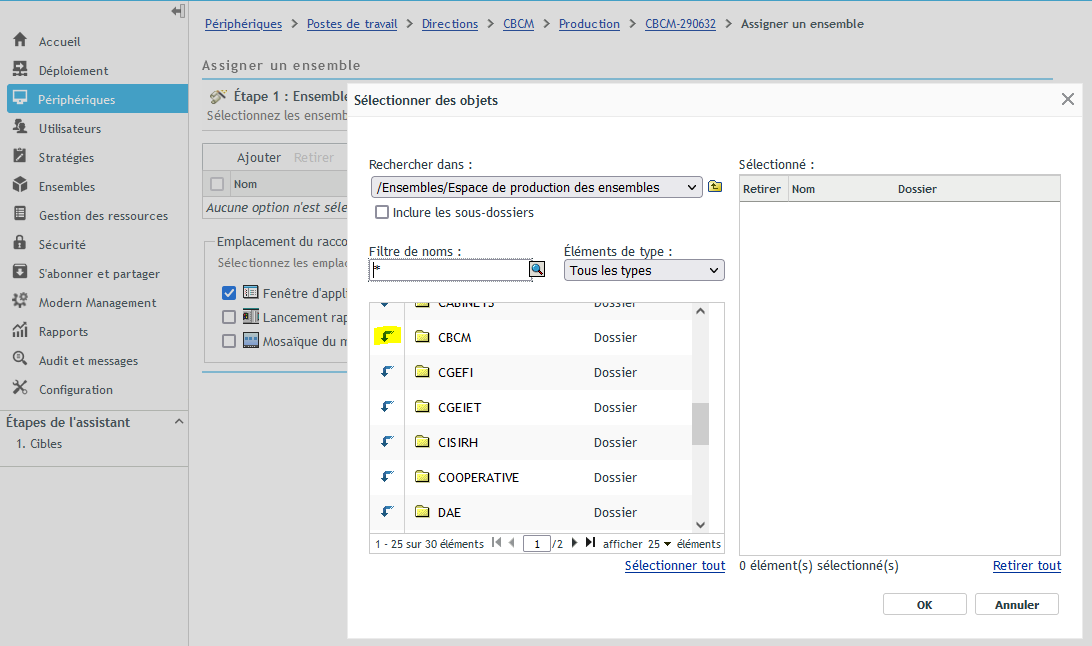 Périphériques > Postes de travail > Directions > CBCM > Production > CBCM-290632 > Assigner un ensemble
Accueil
Déploiement
Périphériques
Utilisateurs
Stratégies
Ensembles
Gestion des ressources
Sécurité
S'abonner et partager
Modern Management
Rapports
Audit et messages
Configuration
Étapes de l'assistant
1. Cibles
Assigner un ensemble
Étape 1 : Ensemble
Sélectionnez les ensemb
Ajouter Retirer
Nom
Aucune option n'est séle
Emplacement du racco
Sélectionnez les emplac
Fenêtre d'appli
Lancement rap
Mosaïque du m
Sélectionner des objets
Rechercher dans :
/Ensembles/Espace de production des ensembles
Inclure les sous-dossiers
Filtre de noms :
*
Éléments de type :
Tous les types
CABINETS Dossier
CBCM Dossier
CGEFI Dossier
CGEIET Dossier
CISIRH Dossier
COOPERATIVE Dossier
DAE Dossier
1 - 25 sur 30 éléments 1 /2 afficher 25 éléments
Sélectionner tout
Sélectionné :
Retirer Nom Dossier
0 élément(s) sélectionné(s) Retirer tout
OK Annuler